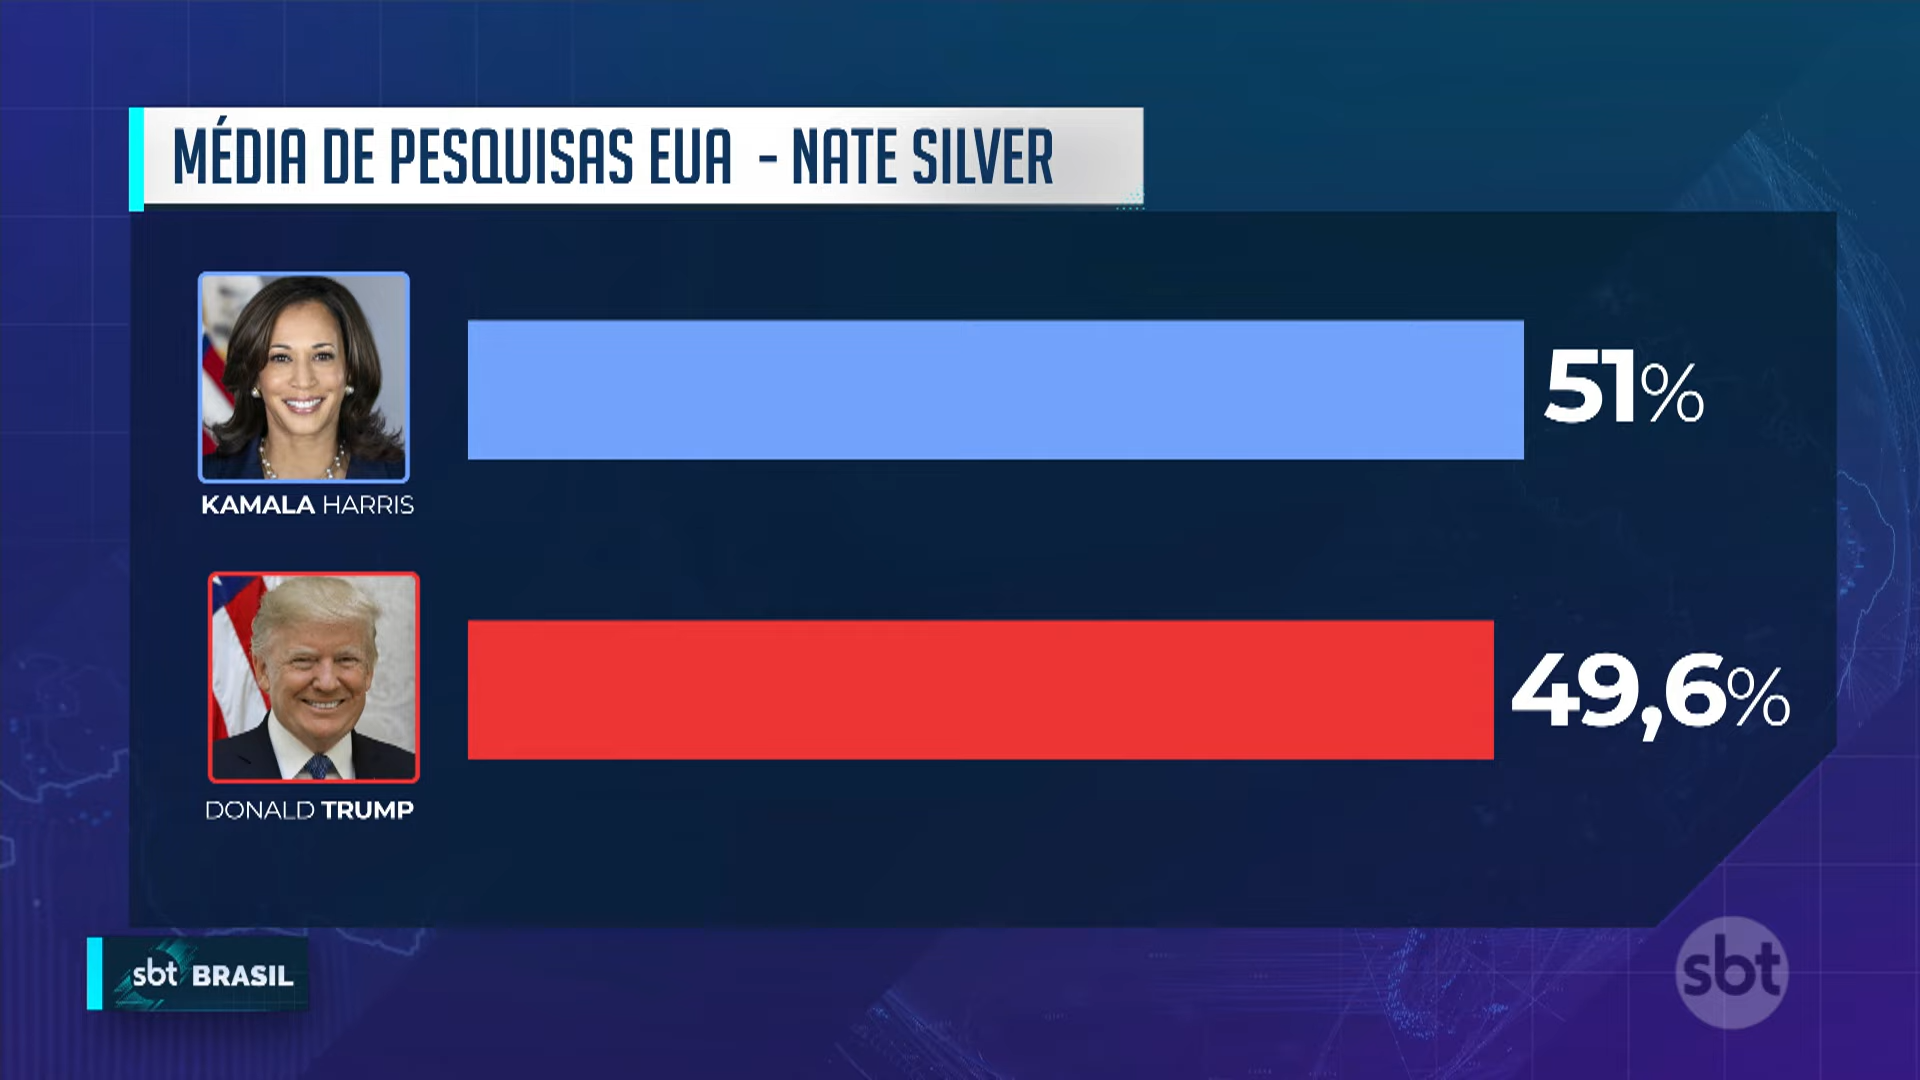 MÉDIA DE PESQUISAS EUA - NATE SILVER
51%
KAMALA HARRIS
49,6%
DONALD TRUMP
sbt BRASIL
sbt